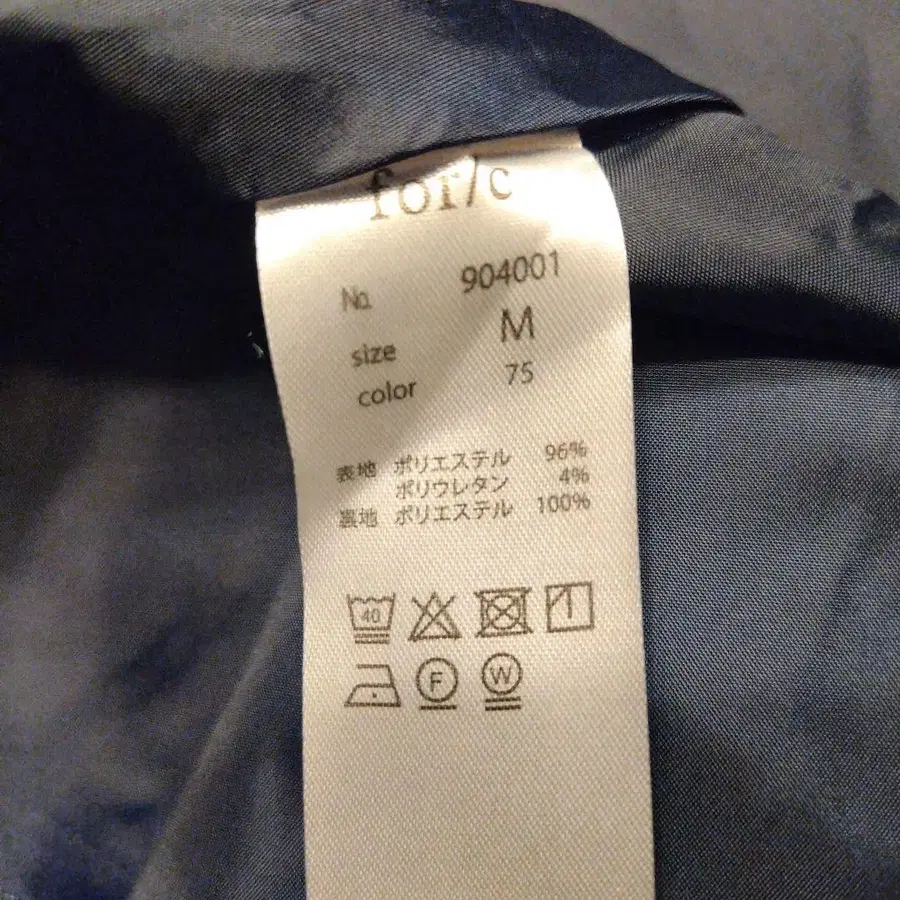 for/c
No. 904001
size M
color 75
表地 ポリエステル 96%
ポリウレタン 4%
裏地 ポリエステル 100%
40
F W